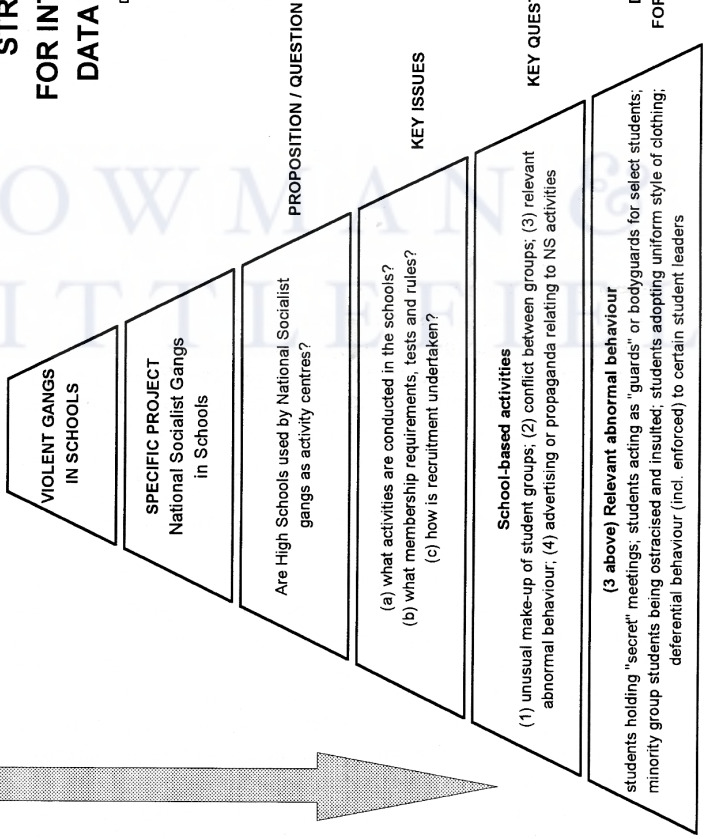 STR
FOR INT
DATA
VIOLENT GANGS
IN SCHOOLS
SPECIFIC PROJECT
National Socialist Gangs
in Schools
PROPOSITION / QUESTION
Are High Schools used by National Socialist
gangs as activity centres?
KEY ISSUES
(a) what activities are conducted in the schools?
(b) what membership requirements, tests and rules?
(c) how is recruitment undertaken?
KEY QUES
School-based activities
(1) unusual make-up of student groups; (2) conflict between groups; (3) relevant
abnormal behaviour; (4) advertising or propaganda relating to NS activities
FOR
(3 above) Relevant abnormal behaviour
students holding "secret" meetings; students acting as "guards" or bodyguards for select students;
minority group students being ostracised and insulted; students adopting uniform style of clothing;
deferential behaviour (incl. enforced) to certain student leaders
OWMAN &
ITTLEFIEL